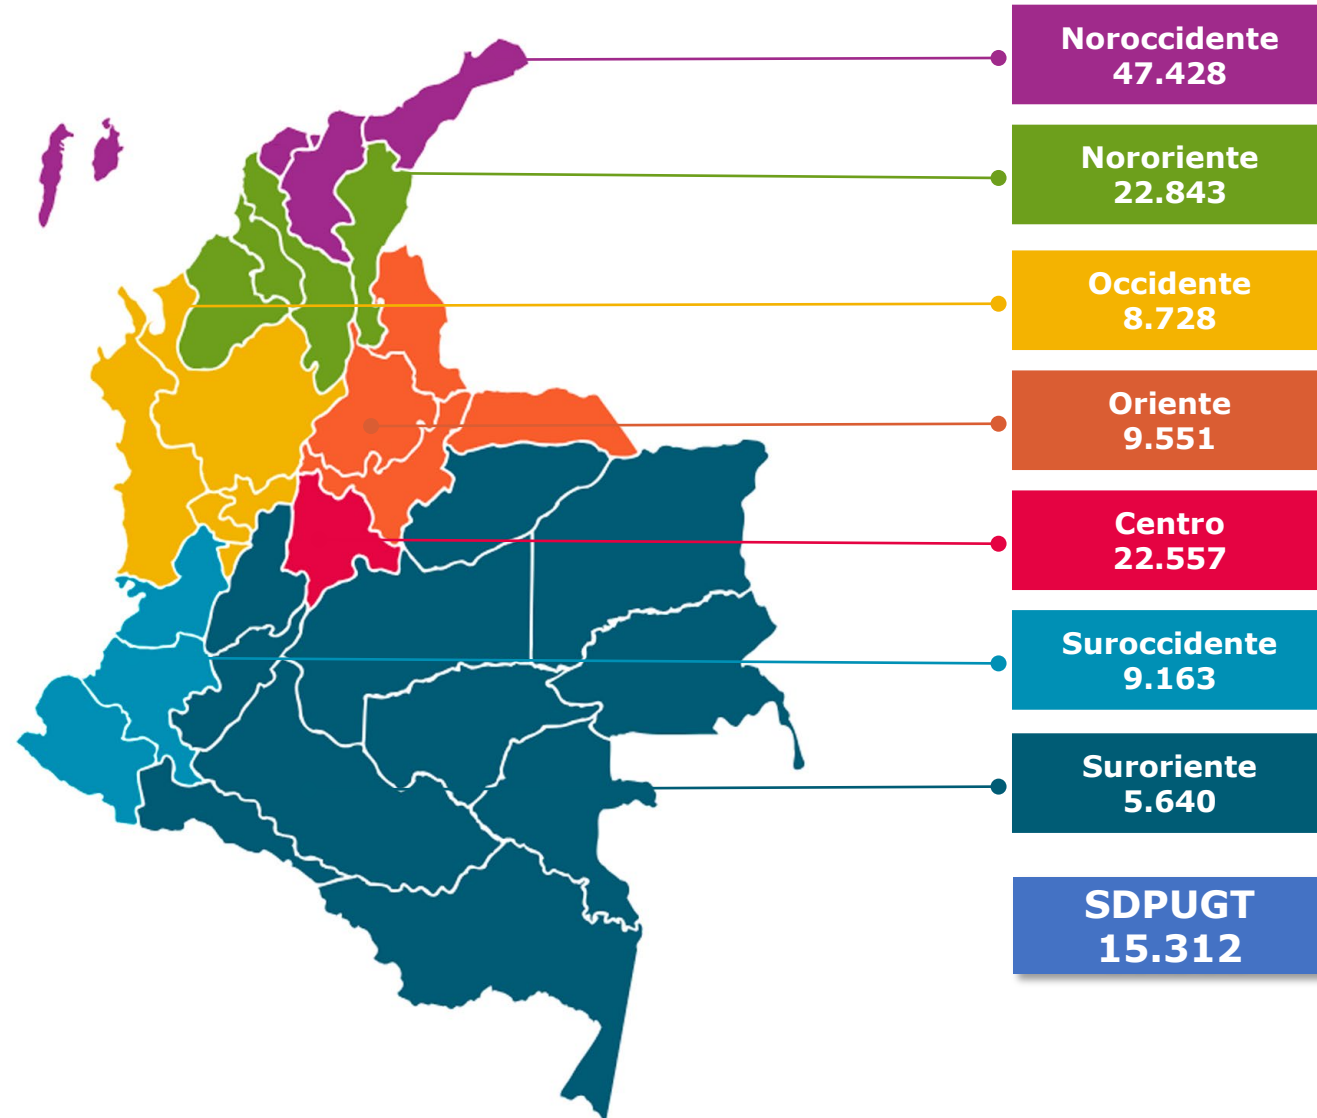 Noroccidente
47.428
Nororiente
22.843
Occidente
8.728
Oriente
9.551
Centro
22.557
Suroccidente
9.163
Suroriente
5.640
SDPUGT
15.312